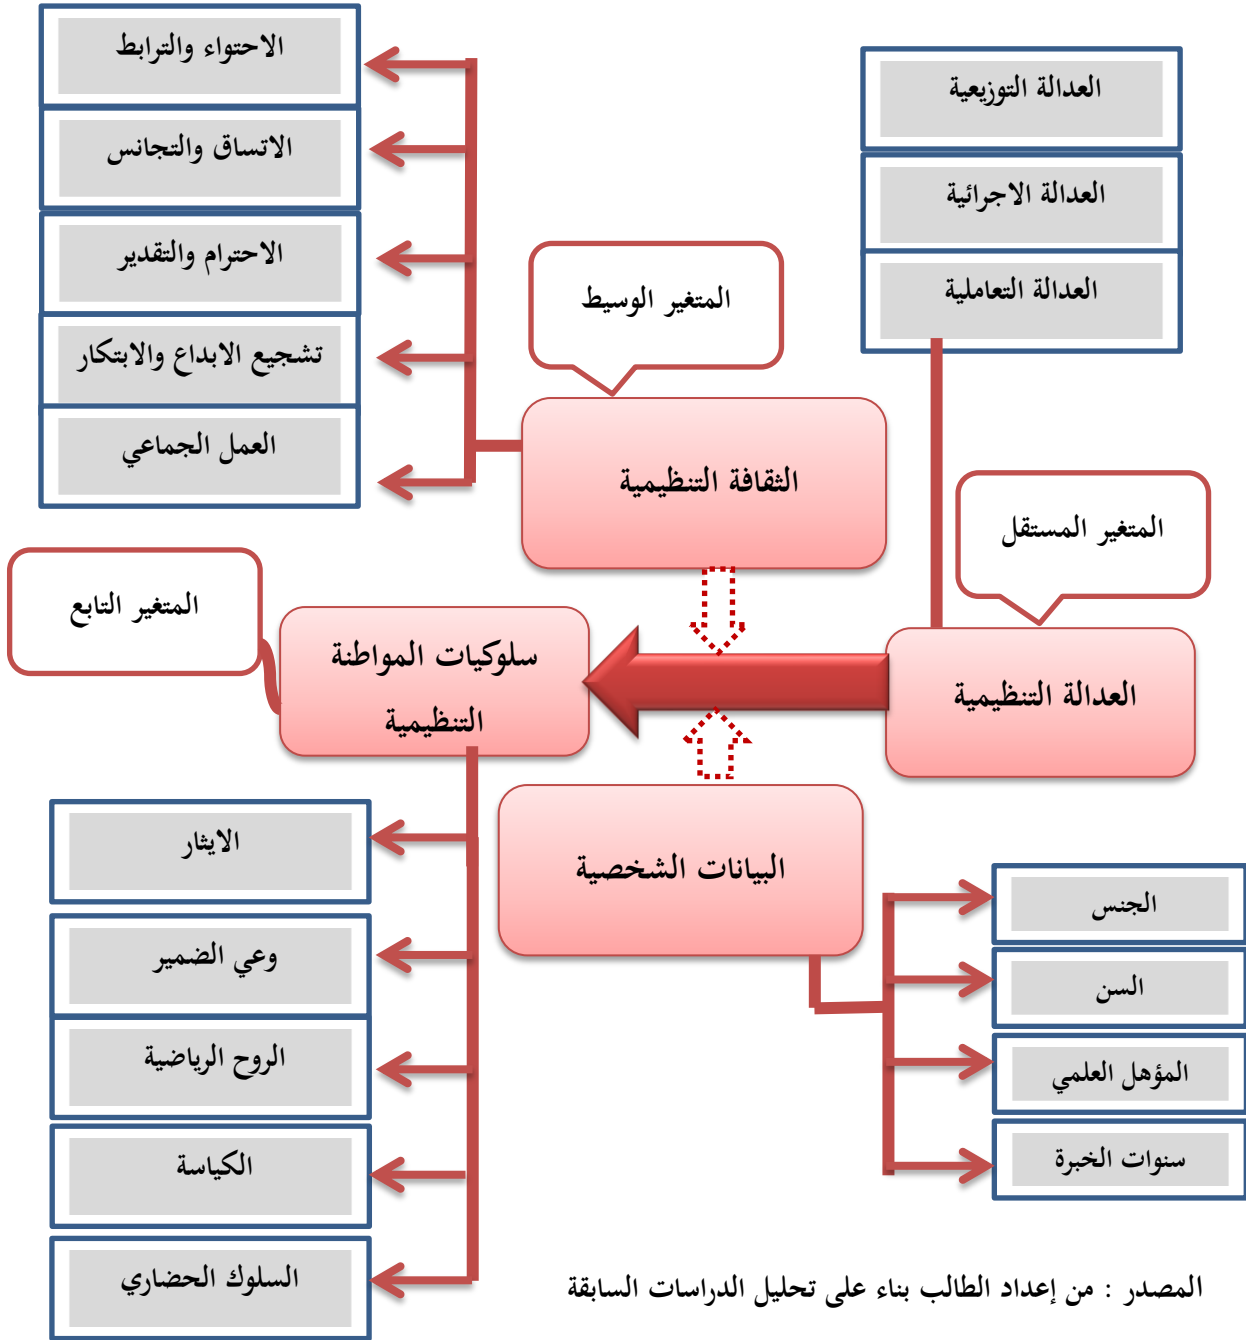 الاحتواء والترابط
الاتساق والتجانس
الاحترام والتقدير
تشجيع الابداع والابتكار
العمل الجماعي
العدالة التوزيعية
العدالة الاجرائية
العدالة التعاملية
المتغير الوسيط
الثقافة التنظيمية
المتغير المستقل
العدالة التنظيمية
المتغير التابع
سلوكيات المواطنة
التنظيمية
البيانات الشخصية
الجنس
السن
المؤهل العلمي
سنوات الخبرة
الايثار
وعي الضمير
الروح الرياضية
الكياسة
السلوك الحضاري
المصدر : من إعداد الطالب بناء على تحليل الدراسات السابقة